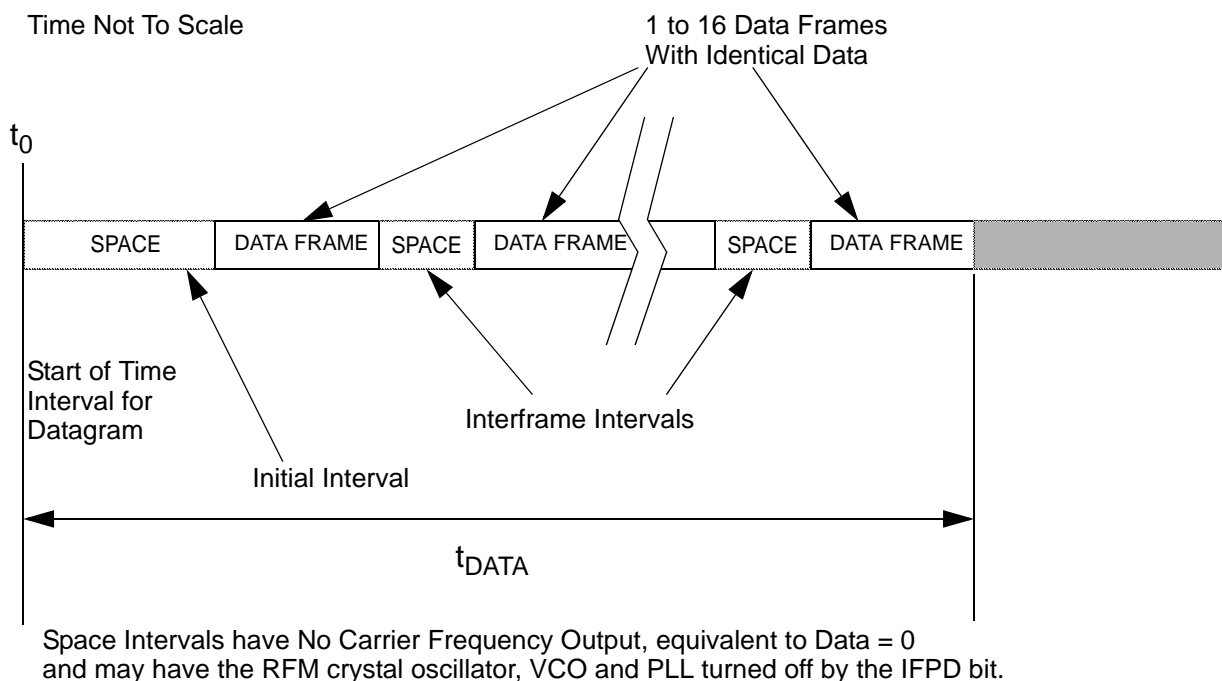 Time Not To Scale
1 to 16 Data Frames
With Identical Data
t0
SPACE
DATA FRAME
SPACE
DATA FRAME
SPACE
DATA FRAME
Start of Time
Interval for
Datagram
Interframe Intervals
Initial Interval
tDATA
Space Intervals have No Carrier Frequency Output, equivalent to Data = 0
and may have the RFM crystal oscillator, VCO and PLL turned off by the IFPD bit.